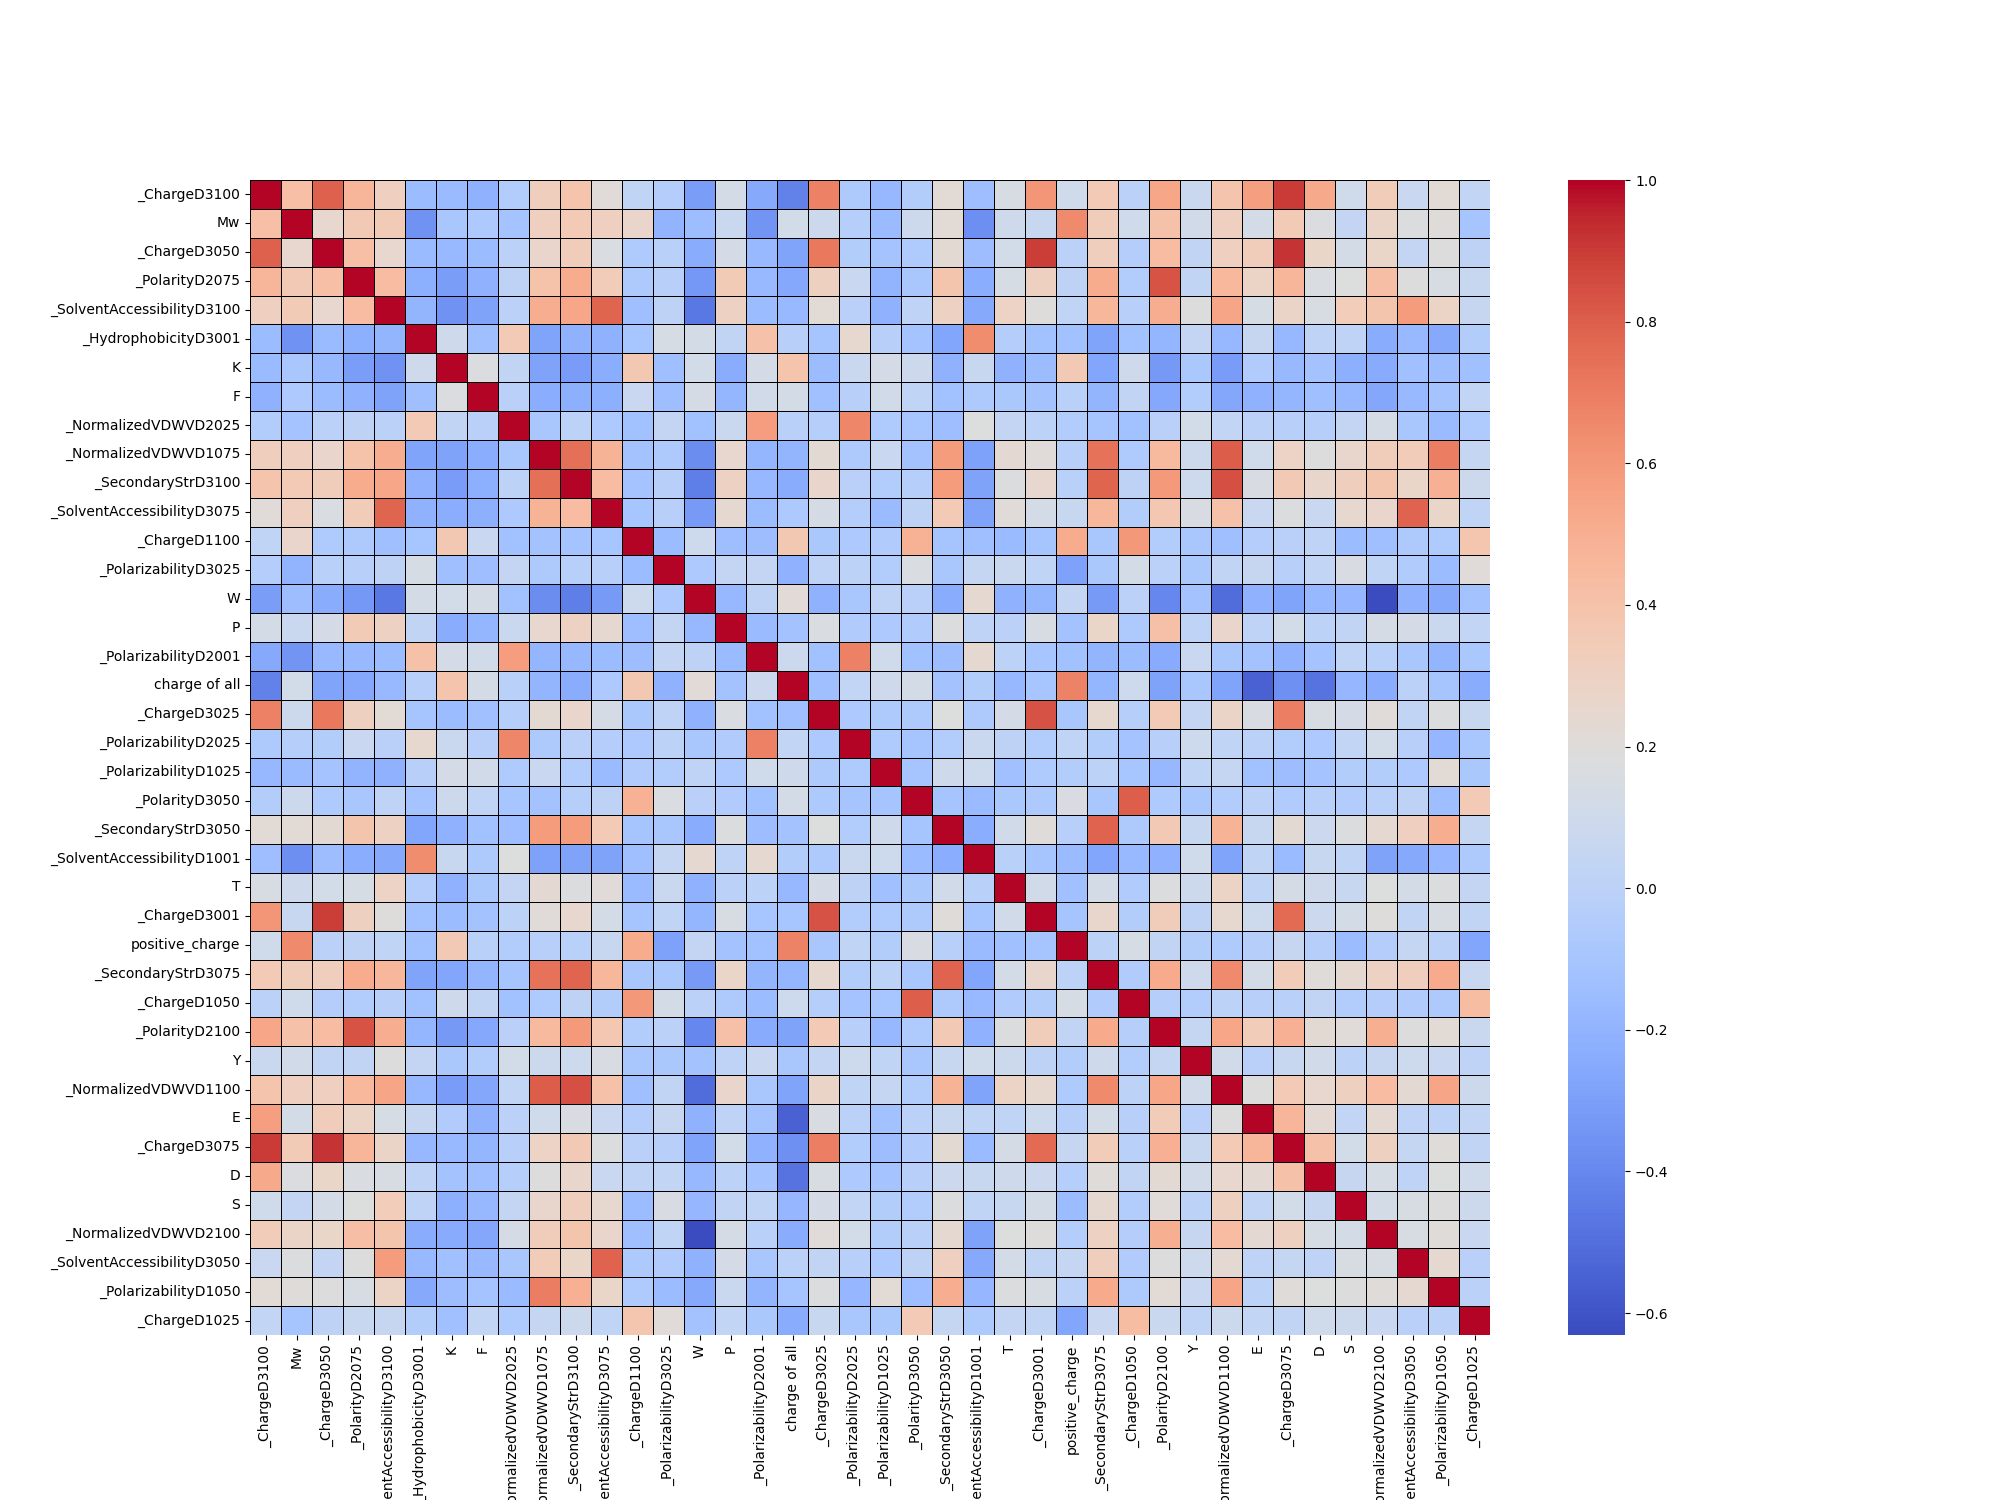 _ChargeD3100
Mw
_ChargeD3050
_PolarityD2075
_SolventAccessibilityD3100
_HydrophobicityD3001
K
F
_NormalizedVDWVD2025
_NormalizedVDWVD1075
_SecondaryStrD3100
_SolventAccessibilityD3075
_ChargeD1100
_PolarizabilityD3025
W
P
_PolarizabilityD2001
charge of all
_ChargeD3025
_PolarizabilityD2025
_PolarizabilityD1025
_PolarityD3050
_SecondaryStrD3050
_SolventAccessibilityD1001
T
_ChargeD3001
positive_charge
_SecondaryStrD3075
_ChargeD1050
_PolarityD2100
Y
_NormalizedVDWVD1100
E
_ChargeD3075
D
S
_NormalizedVDWVD2100
_SolventAccessibilityD3050
_PolarizabilityD1050
_ChargeD1025
_ChargeD3100
Mw
_ChargeD3050
_PolarityD2075
entAccessibilityD3100
_HydrophobicityD3001
K
F
ormalizedVDWVD2025
ormalizedVDWVD1075
_SecondaryStrD3100
entAccessibilityD3075
_ChargeD1100
_PolarizabilityD3025
W
P
_PolarizabilityD2001
charge of all
_ChargeD3025
_PolarizabilityD2025
_PolarizabilityD1025
_PolarityD3050
_SecondaryStrD3050
entAccessibilityD1001
T
_ChargeD3001
positive_charge
_SecondaryStrD3075
_ChargeD1050
_PolarityD2100
Y
ormalizedVDWVD1100
E
_ChargeD3075
D
S
ormalizedVDWVD2100
entAccessibilityD3050
_PolarizabilityD1050
_ChargeD1025
1.0
0.8
0.6
0.4
0.2
0.0
−0.2
−0.4
−0.6